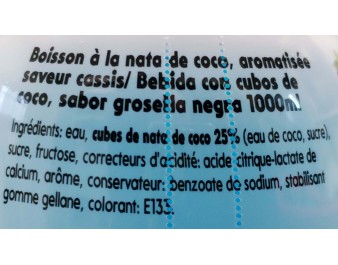 Boisson à la nata de coco, aromatisée
saveur cassis/ Bebida con cubos de
coco, sabor grosella negra 1000ml
Ingrédients: eau, cubes de nata de coco 25% (eau de coco, sucre),
sucre, fructose, correcteurs d'acidité: acide citrique-lactate de
calcium, arôme, conservateur: benzoate de sodium, stabilisant
gomme gellane, colorant: E133.